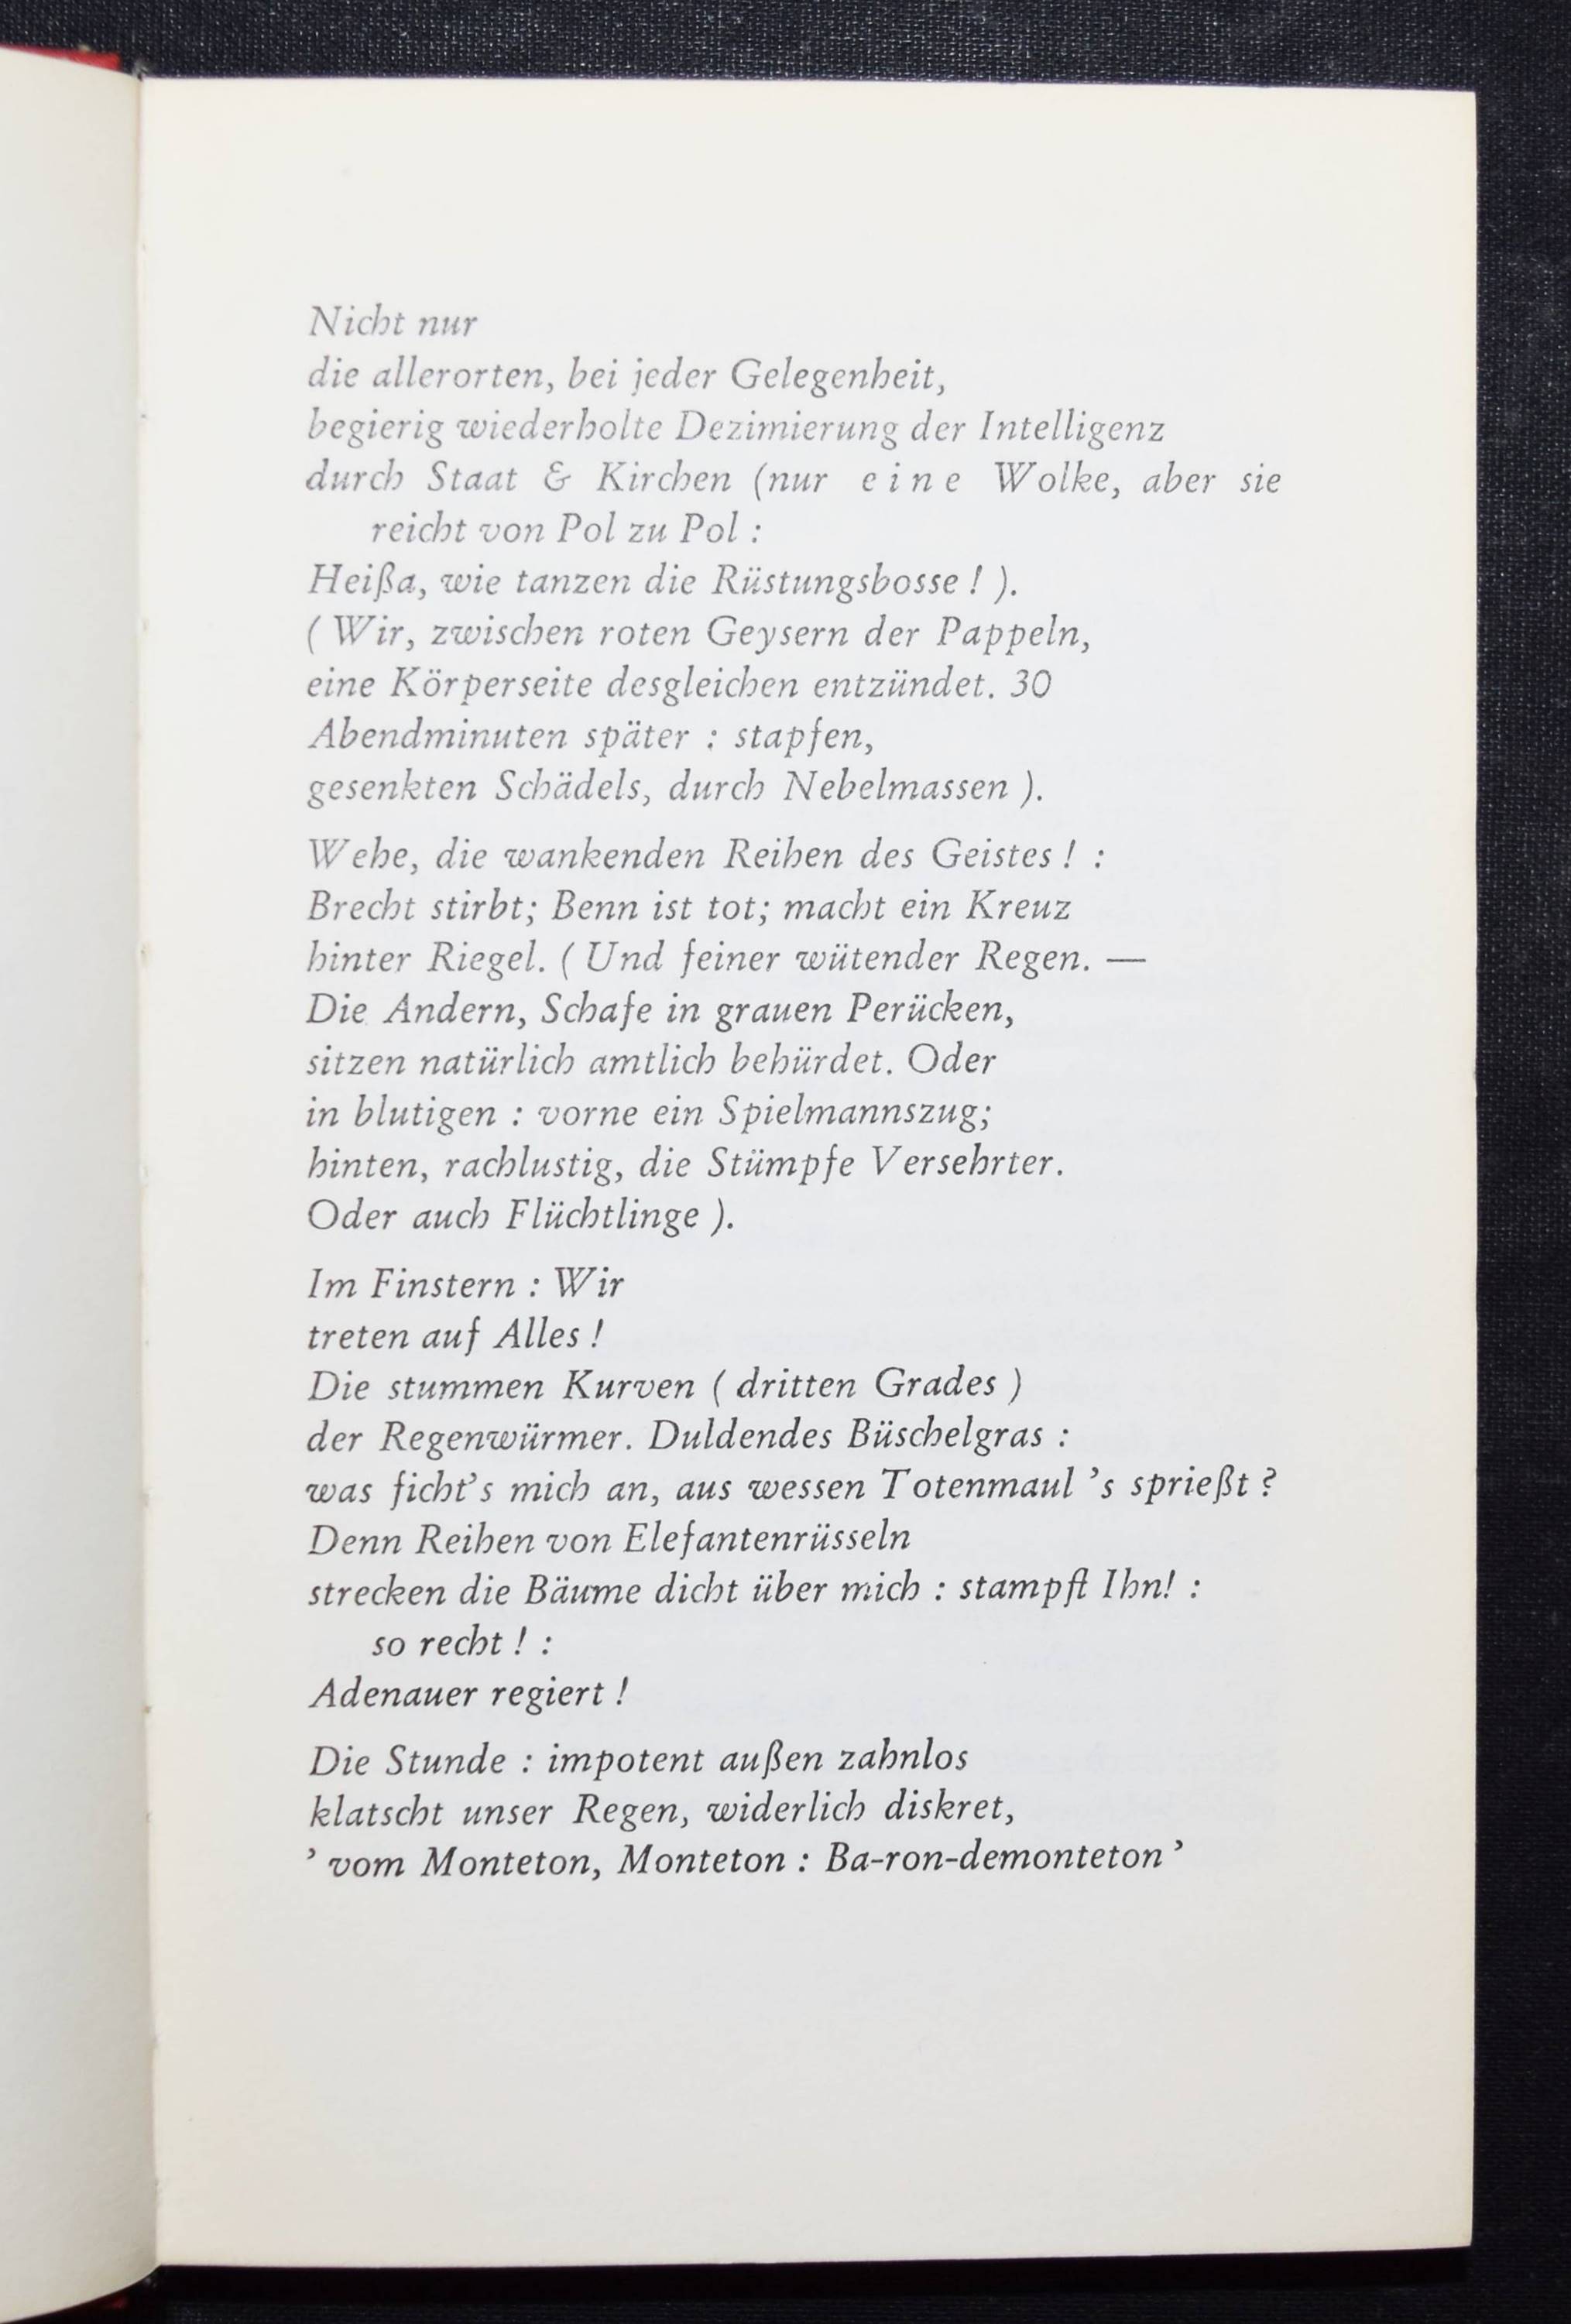 Nicht nur
die allerorten, bei jeder Gelegenheit,
begierig wiederholte Dezimierung der Intelligenz
durch Staat & Kirchen (nur e i n e Wolke, aber sie
reicht von Pol zu Pol :
Heißa, wie tanzen die Rüstungsbosse ! ).
( Wir, zwischen roten Geysern der Pappeln,
eine Körperseite desgleichen entzündet. 30
Abendminuten später : stapfen,
gesenkten Schädels, durch Nebelmassen ).
Wehe, die wankenden Reihen des Geistes ! :
Brecht stirbt; Benn ist tot; macht ein Kreuz
hinter Riegel. ( Und feiner wütender Regen. —
Die Andern, Schafe in grauen Perücken,
sitzen natürlich amtlich behürdet. Oder
in blutigen : vorne ein Spielmannszug;
hinten, rachlustig, die Stümpfe Versehrter.
Oder auch Flüchtlinge ).
Im Finstern : Wir
treten auf Alles !
Die stummen Kurven ( dritten Grades )
der Regenwürmer. Duldendes Büschelgras :
was ficht’s mich an, aus wessen Totenmaul ’s sprießt ?
Denn Reihen von Elefantenrüsseln
strecken die Bäume dicht über mich : stampft Ihn! :
so recht ! :
Adenauer regiert !
Die Stunde : impotent außen zahnlos
klatscht unser Regen, widerlich diskret,
’ vom Monteton, Monteton : Ba-ron-demonteton ’